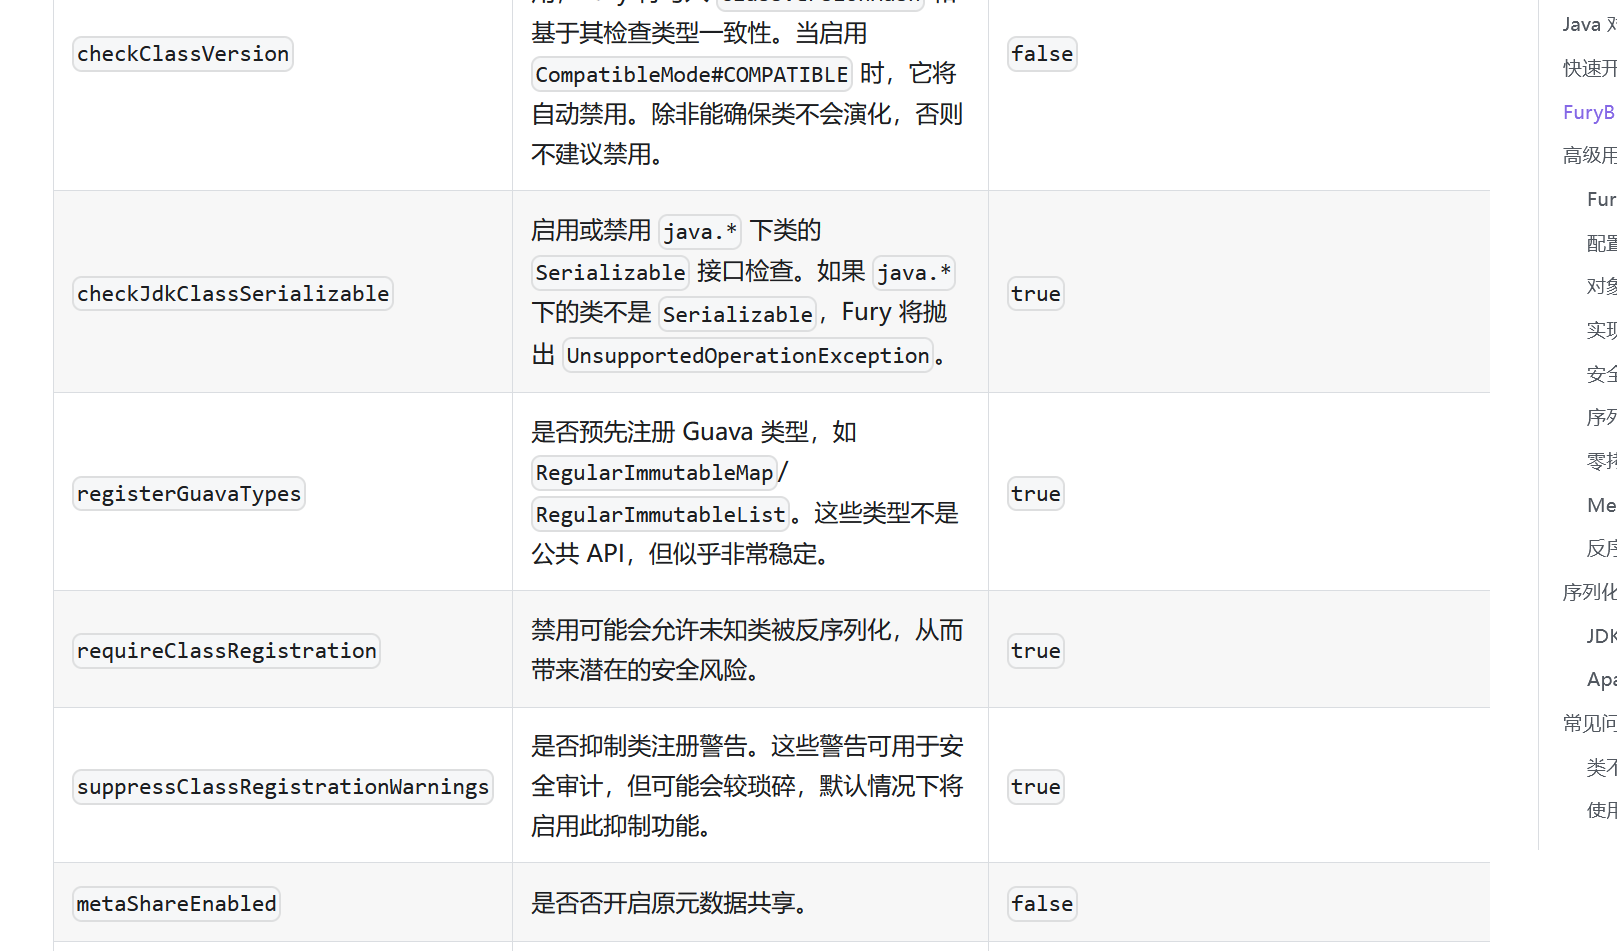 checkClassVersion
基于其检查类型一致性。当启用
CompatibleMode#COMPATIBLE 时，它将
自动禁用。除非能确保类不会演化，否则
不建议禁用。
false
checkJdkClassSerializable
启用或禁用 java.* 下类的
Serializable 接口检查。如果 java.*
下的类不是 Serializable，Fury 将抛
出 UnsupportedOperationException。
true
registerGuavaTypes
是否预先注册 Guava 类型，如
RegularImmutableMap/
RegularImmutableList。这些类型不是
公共 API，但似乎非常稳定。
true
requireClassRegistration
禁用可能会允许未知类被反序列化，从而
带来潜在的安全风险。
true
suppressClassRegistrationWarnings
是否抑制类注册警告。这些警告可用于安
全审计，但可能会较琐碎，默认情况下将
启用此抑制功能。
true
metaShareEnabled
是否否开启原元数据共享。
false
Java
快速开
FuryB
高级用
Fur
配置
对象
实现
安全
序列
零拷
Me
反序
序列化
JDK
Apa
常见问
类不
使用